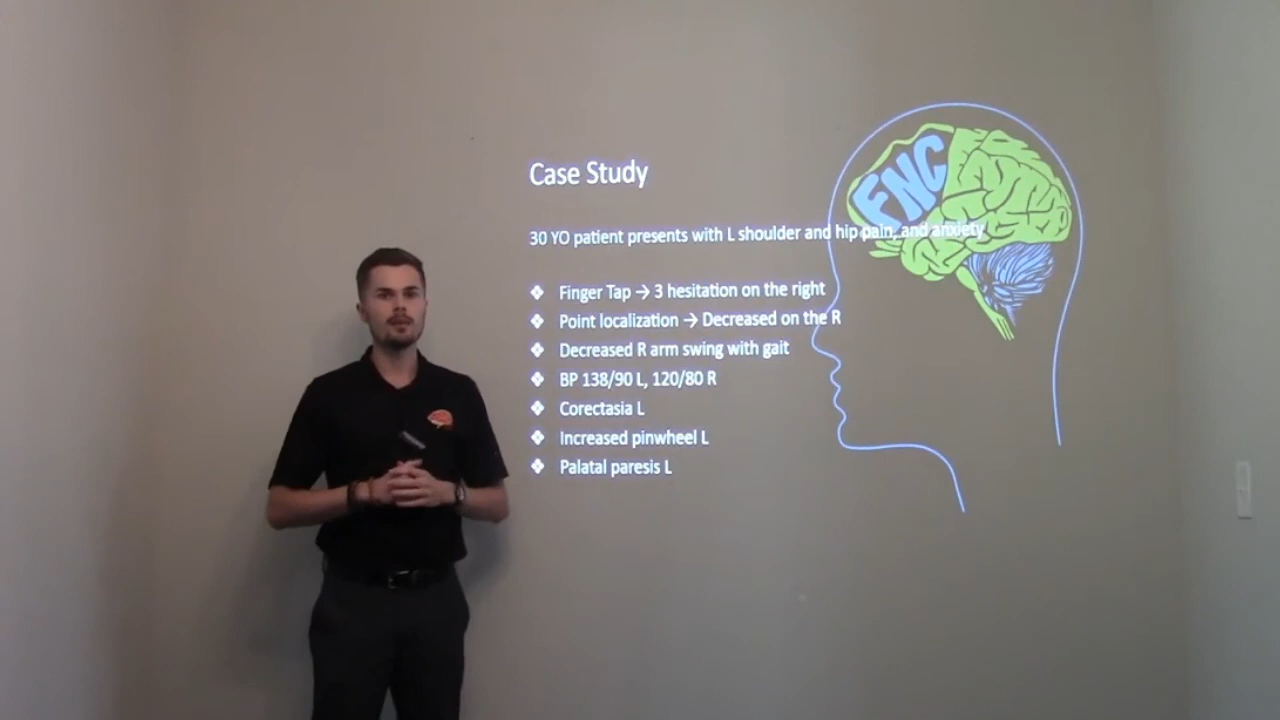 Case Study
FNC
30 YO patient presents with L shoulder and hip pain, and anxiety
❖ Finger Tap → 3 hesitation on the right
❖ Point localization → Decreased on the R
❖ Decreased R arm swing with gait
❖ BP 138/90 L, 120/80 R
❖ Corectasia L
❖ Increased pinwheel L
❖ Palatal paresis L